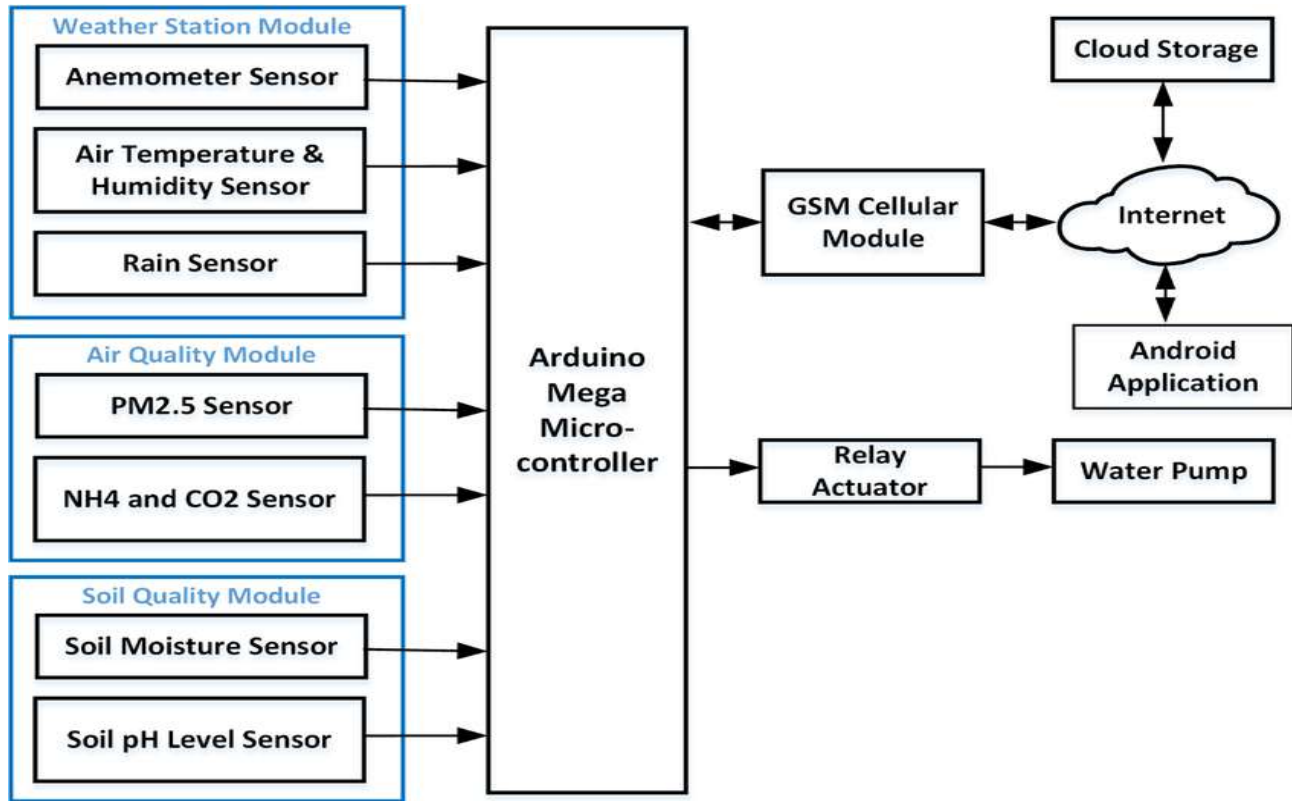 Weather Station Module
Anemometer Sensor
Air Temperature &
Humidity Sensor
Rain Sensor
Air Quality Module
PM2.5 Sensor
NH4 and CO2 Sensor
Soil Quality Module
Soil Moisture Sensor
Soil pH Level Sensor
Arduino
Mega
Micro-
controller
GSM Cellular
Module
Cloud Storage
Internet
Android
Application
Relay
Actuator
Water Pump